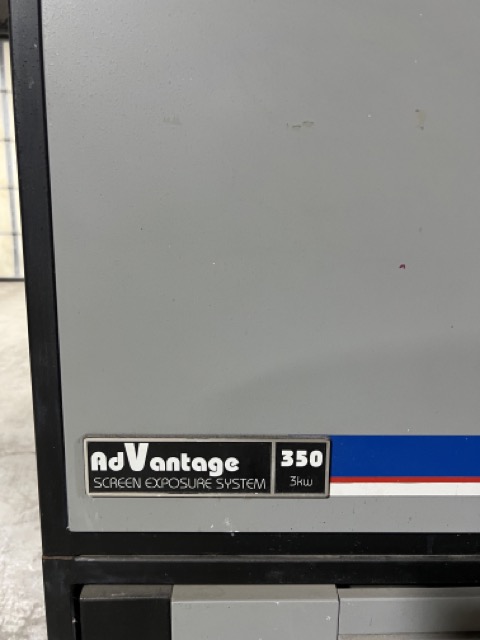 AdVantage 350
SCREEN EXPOSURE SYSTEM 3kw